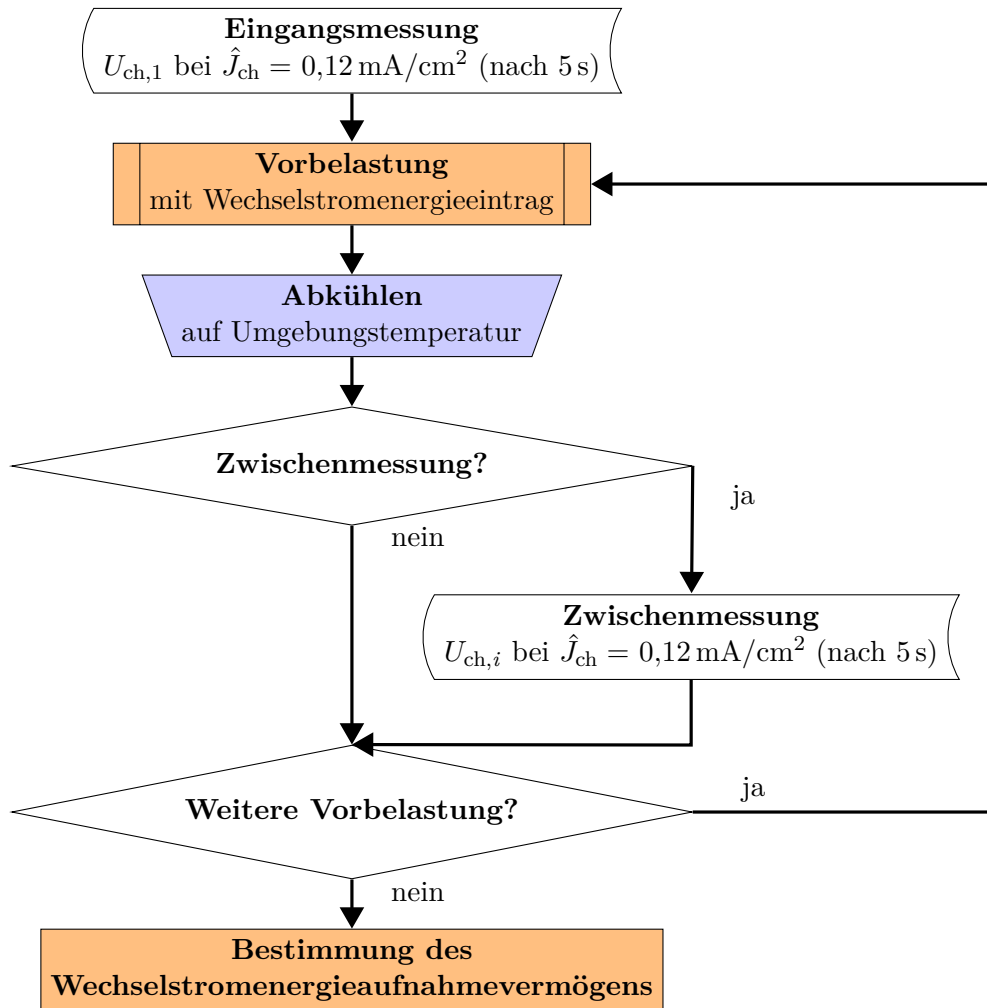 Eingangsmessung
U_ch,1 bei Ĵ_ch = 0,12 mA/cm² (nach 5 s)
Vorbelastung
mit Wechselstromenergieeintrag
Abkühlen
auf Umgebungstemperatur
Zwischenmessung?
ja
nein
Zwischenmessung
U_ch,i bei Ĵ_ch = 0,12 mA/cm² (nach 5 s)
Weitere Vorbelastung?
ja
nein
Bestimmung des
Wechselstromenergieaufnahmevermögens